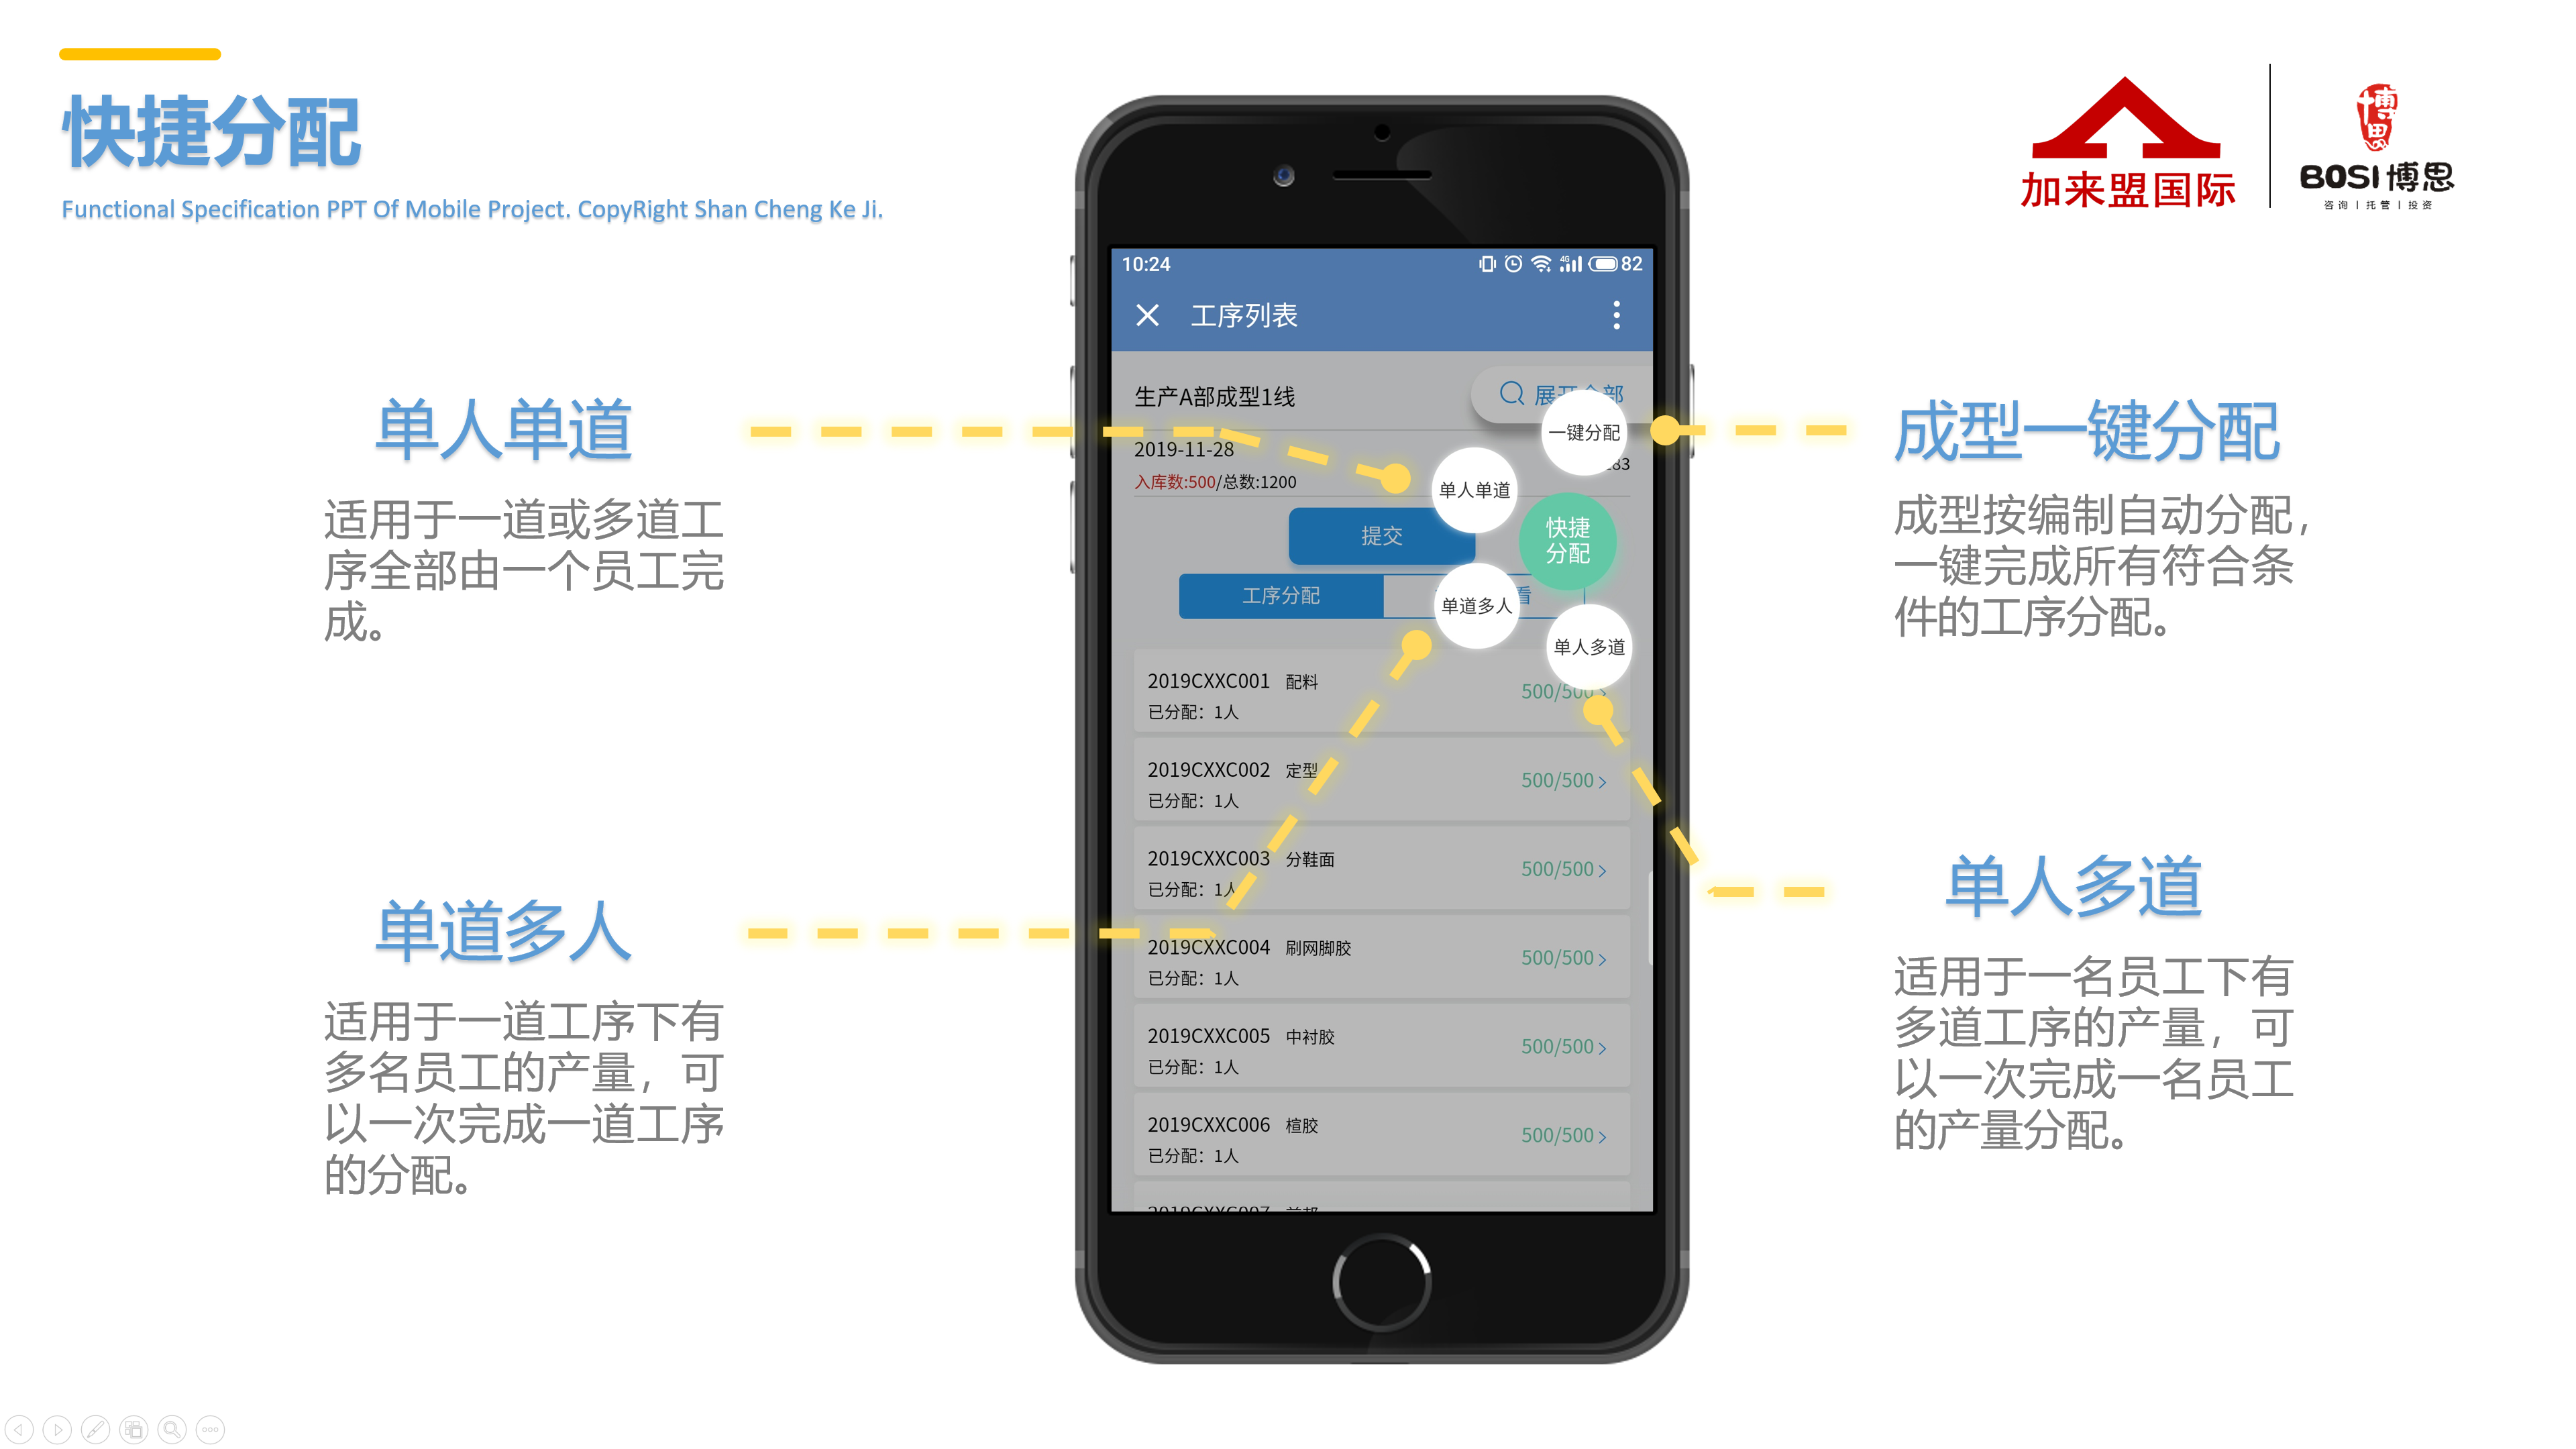 快捷分配
Functional Specification PPT Of Mobile Project. CopyRight Shan Cheng Ke Ji.
加来盟国际
博思
BOSI 博思
咨询 | 托管 | 投资
单人单道
适用于一道或多道工
序全部由一个员工完
成。
单道多人
适用于一道工序下有
多名员工的产量，可
以一次完成一道工序
的分配。
10:24
4G
82
工序列表
生产A部成型1线
展 部
一键分配
2019-11-28
83
入库数:500/总数:1200
单人单道
提交
快捷
分配
工序分配
看
单道多人
单人多道
2019CXXC001 配料
500/500
已分配：1人
2019CXXC002 定型
500/500
已分配：1人
2019CXXC003 分鞋面
500/500
已分配：1人
2019CXXC004 刷网脚胶
500/500
已分配：1人
2019CXXC005 中衬胶
500/500
已分配：1人
2019CXXC006 楦胶
500/500
已分配：1人
2019CXXC007
成型一键分配
成型按编制自动分配，
一键完成所有符合条
件的工序分配。
单人多道
适用于一名员工下有
多道工序的产量，可
以一次完成一名员工
的产量分配。